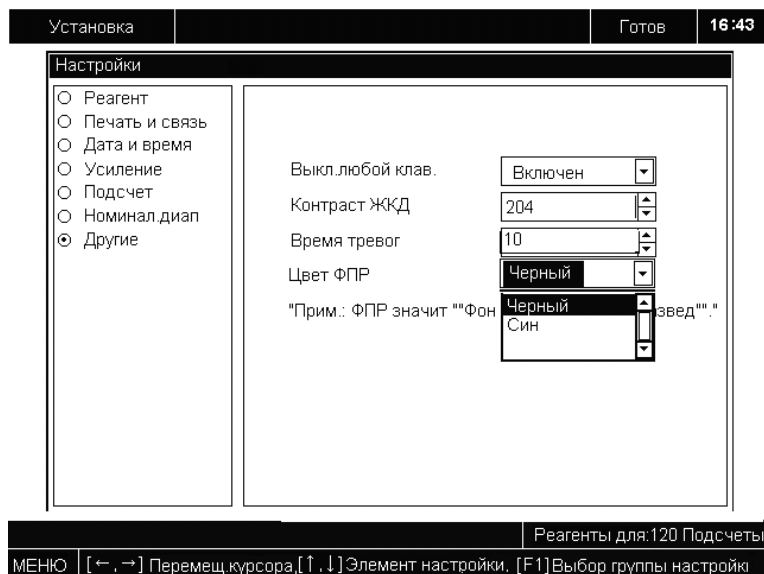 Установка Готов 16:43
Настройки
Реагент
Печать и связь
Дата и время
Усиление
Подсчет
Номинал.диап
Другие
Выкл.любой клав. Включен
Контраст ЖКД 204
Время тревог 10
Цвет ФПР Черный
"Прим.: ФПР значит ""Фон извед""."
Черный
Син
Реагенты для:120 Подсчеты
МЕНЮ [←,→] Перемещ.курсора,[↑,↓]Элемент настройки, [F1]Выбор группы настройки